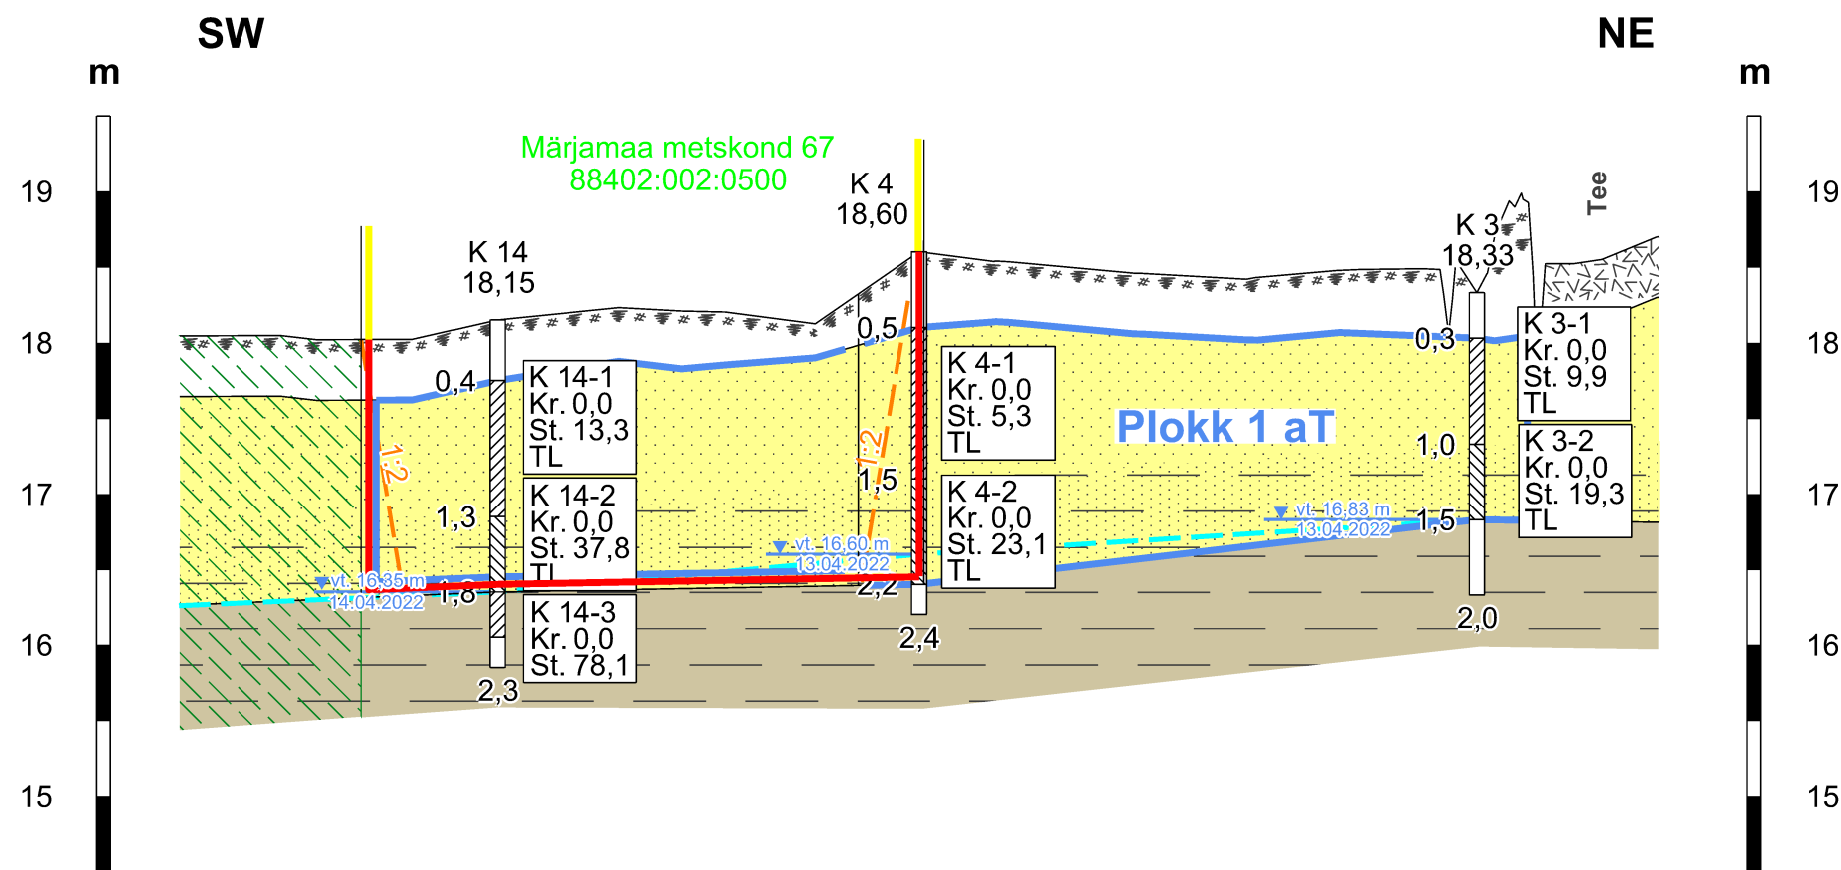 SW
NE
m
m
Märjamaa metskond 67
88402:002:0500
K 4
18,60
K 14
18,15
K 3
18,33
Tee
19
18
17
16
15
19
18
17
16
15
0,4
1,3
1,8
2,3
K 14-1
Kr. 0,0
St. 13,3
TL
K 14-2
Kr. 0,0
St. 37,8
TL
K 14-3
Kr. 0,0
St. 78,1
1:2
1:2
vt. 16,35 m
14.04.2022
vt. 16,60 m
13.04.2022
0,5
1,5
2,2
2,4
K 4-1
Kr. 0,0
St. 5,3
TL
K 4-2
Kr. 0,0
St. 23,1
TL
Plokk 1 aT
vt. 16,83 m
13.04.2022
0,3
1,0
1,5
2,0
K 3-1
Kr. 0,0
St. 9,9
TL
K 3-2
Kr. 0,0
St. 19,3
TL